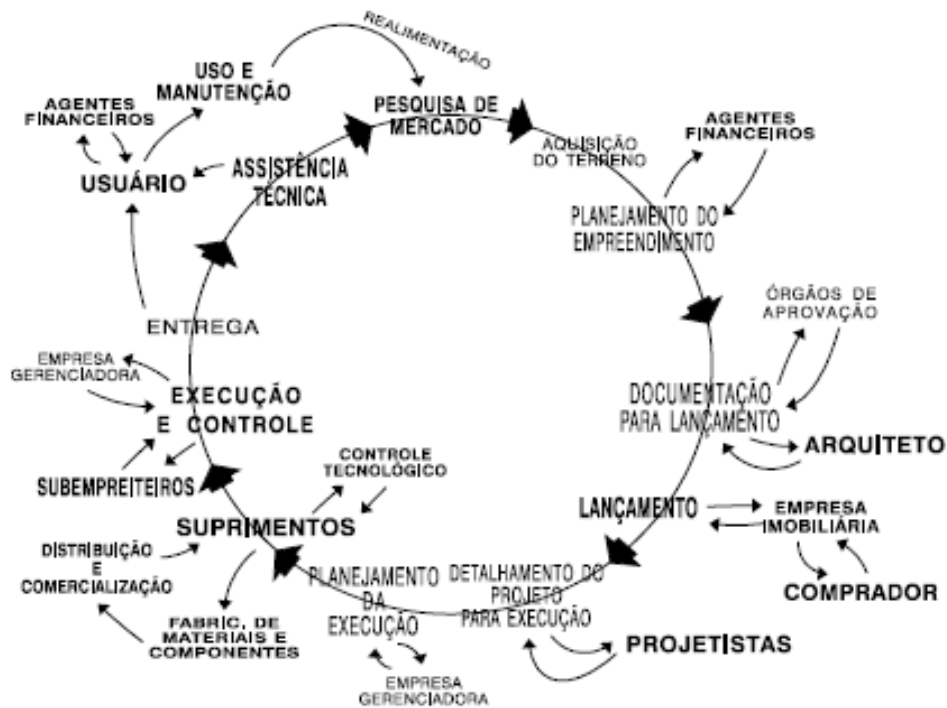 REALIMENTAÇÃO
USO E
MANUTENÇÃO
AGENTES
FINANCEIROS
USUÁRIO
ASSISTÊNCIA
TÉCNICA
PESQUISA DE
MERCADO
AQUISIÇÃO
DO TERRENO
AGENTES
FINANCEIROS
PLANEJAMENTO DO
EMPREENDIMENTO
ÓRGÃOS DE
APROVAÇÃO
DOCUMENTAÇÃO
PARA LANÇAMENTO
ARQUITETO
LANÇAMENTO
EMPRESA
IMOBILIÁRIA
COMPRADOR
DETALHAMENTO DO
PROJETO
PARA EXECUÇÃO
PROJETISTAS
PLANEJAMENTO
DA
EXECUÇÃO
EMPRESA
GERENCIADORA
CONTROLE
TECNOLÓGICO
SUPRIMENTOS
DISTRIBUIÇÃO
E
COMERCIALIZAÇÃO
FABRIC. DE
MATERIAIS E
COMPONENTES
SUBEMPREITEIROS
EXECUÇÃO
E CONTROLE
EMPRESA
GERENCIADORA
ENTREGA